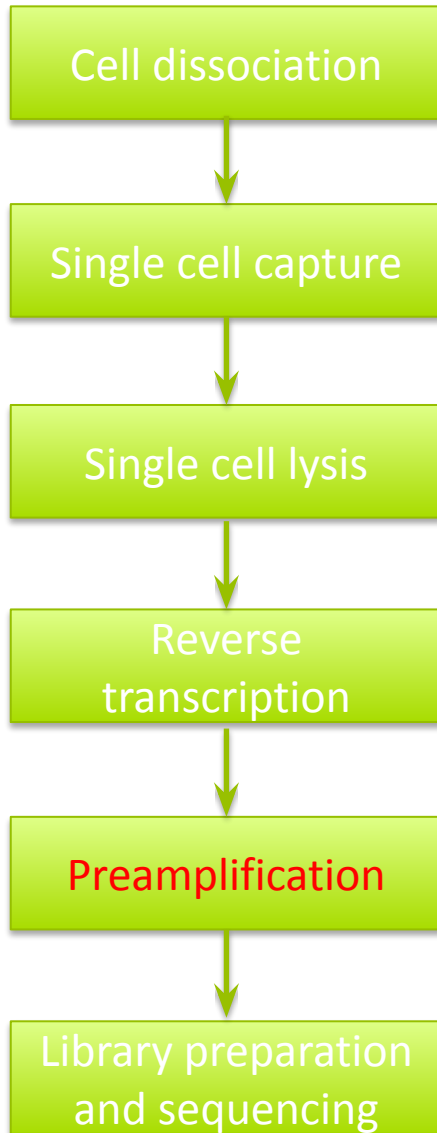 Cell dissociation
Single cell capture
Single cell lysis
Reverse
transcription
Preamplification
Library preparation
and sequencing